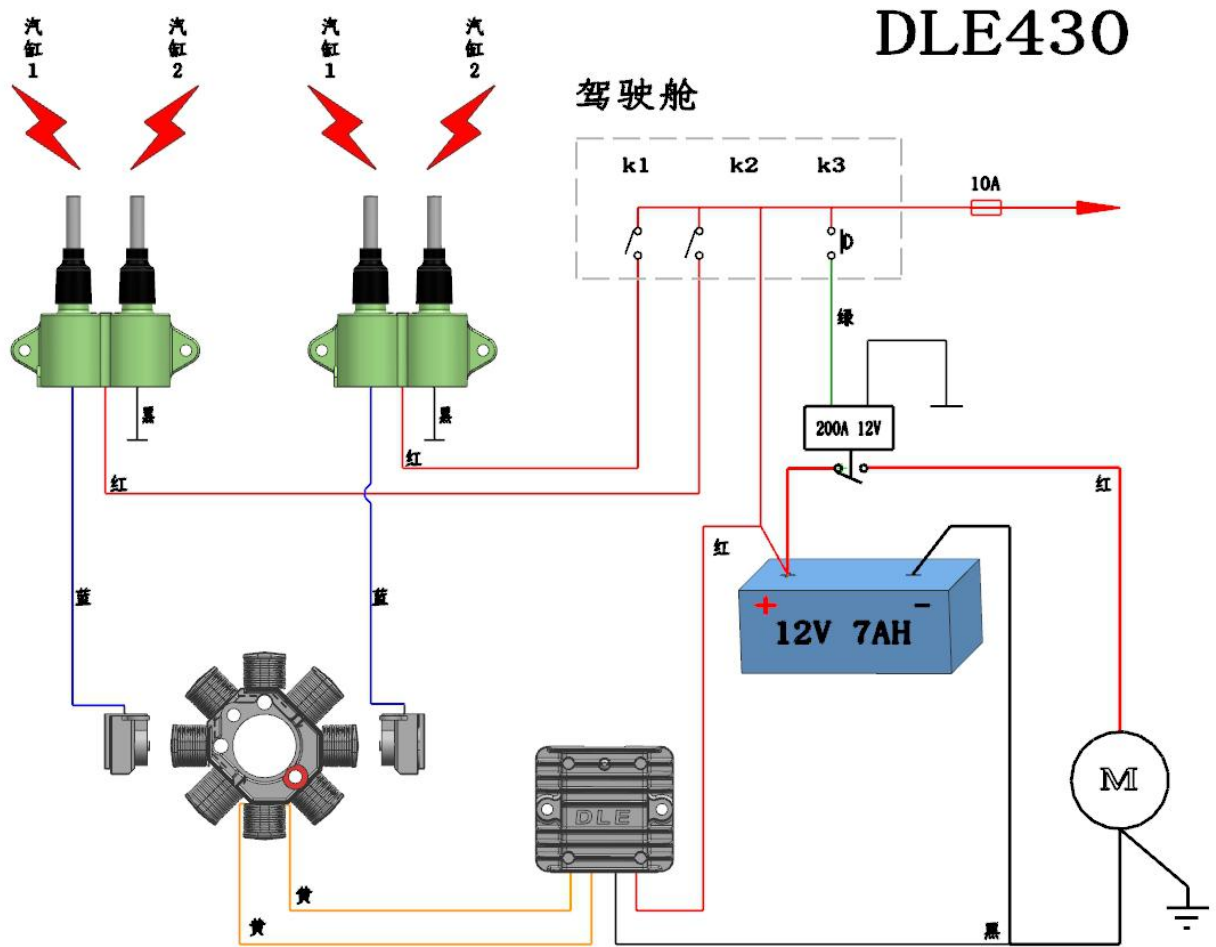 DLE430
汽缸1
汽缸2
汽缸1
汽缸2
驾驶舱
k1
k2
k3
10A
绿
黑
黑
200A 12V
红
红
红
红
+
-
12V 7AH
蓝
蓝
M
DLE
黄
黄
黑